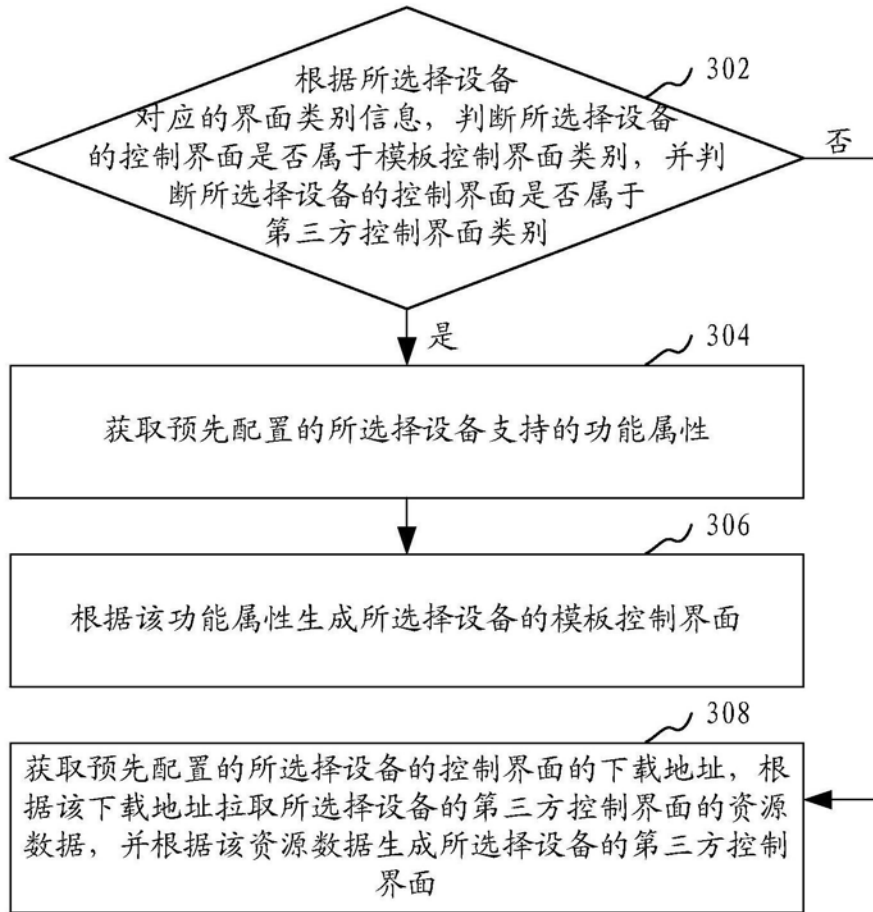 302
根据所选择设备
对应的界面类别信息，判断所选择设备
的控制界面是否属于模板控制界面类别，并判
断所选择设备的控制界面是否属于
第三方控制界面类别
否
是
304
获取预先配置的所选择设备支持的功能属性
306
根据该功能属性生成所选择设备的模板控制界面
308
获取预先配置的所选择设备的控制界面的下载地址，根
据该下载地址拉取所选择设备的第三方控制界面的资源
数据，并根据该资源数据生成所选择设备的第三方控制
界面